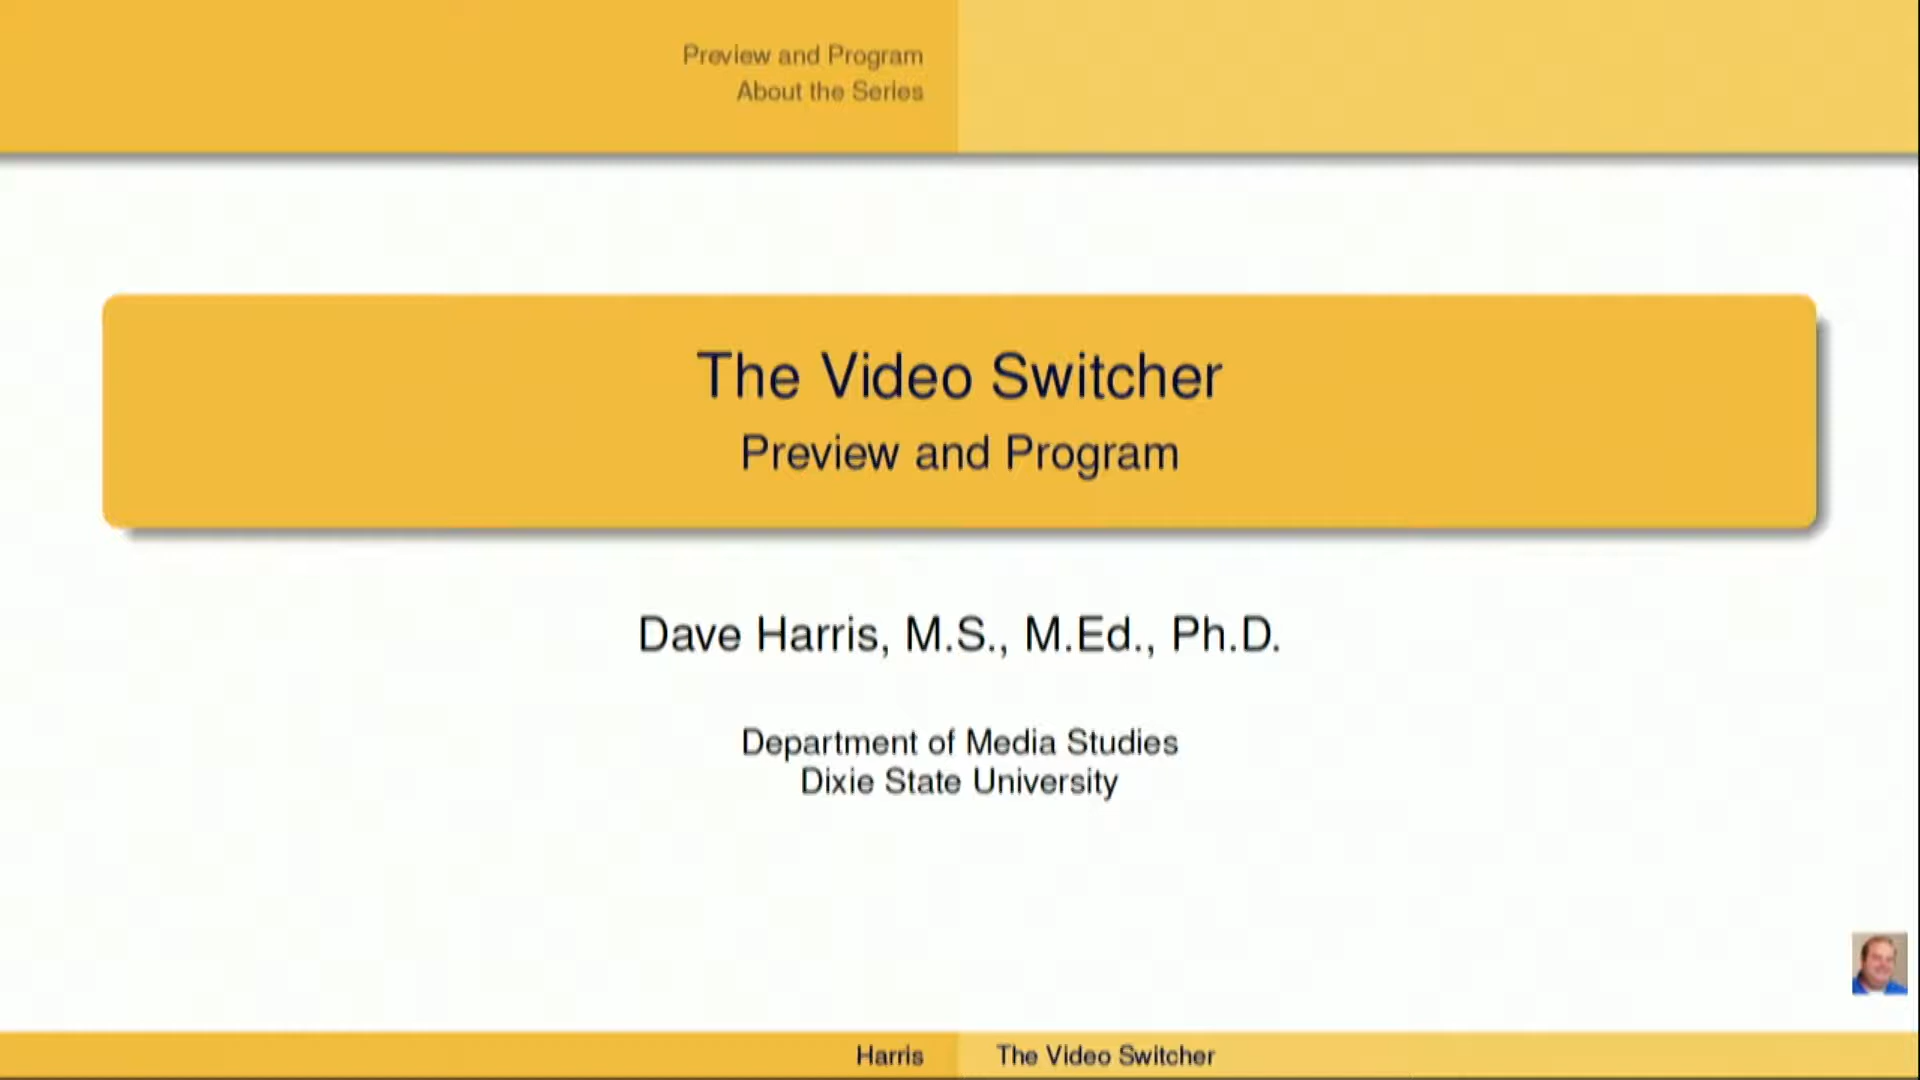 Preview and Program
About the Series
The Video Switcher
Preview and Program
Dave Harris, M.S., M.Ed., Ph.D.
Department of Media Studies
Dixie State University
Harris
The Video Switcher